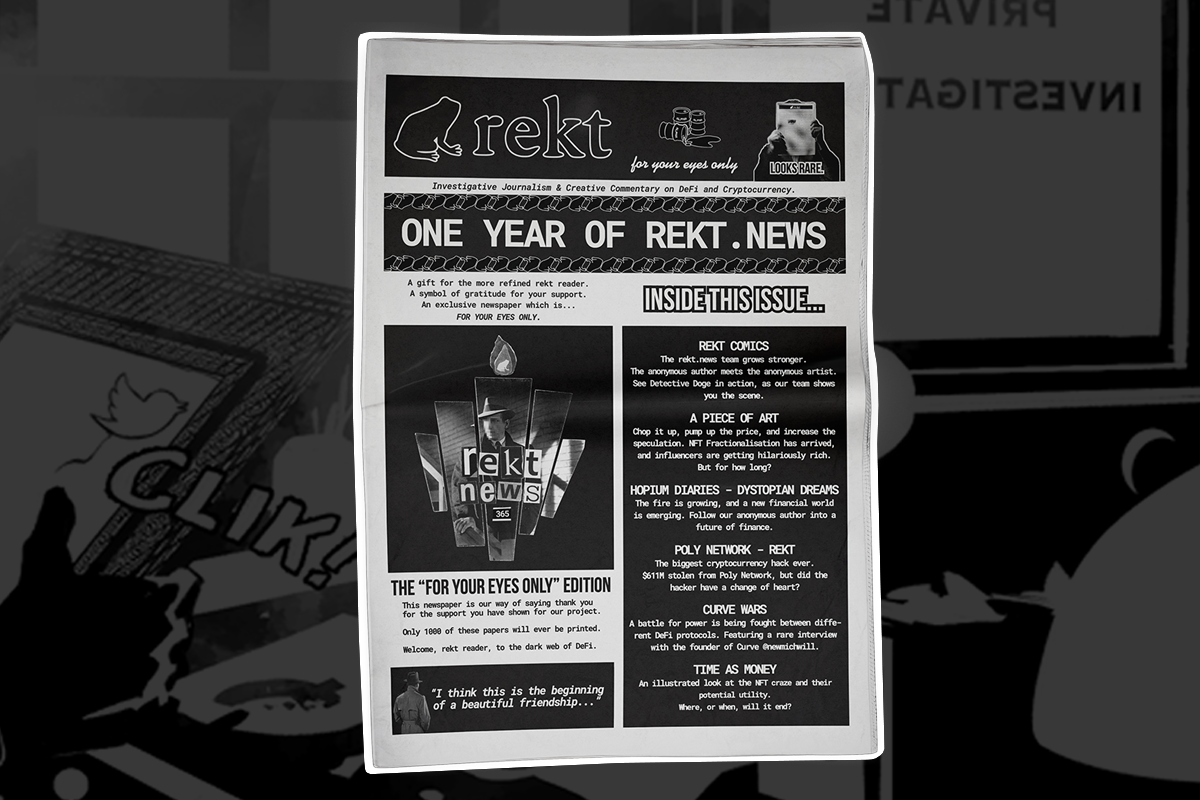 PRIVATE
INVESTIGAT
CLIK!
rekt
for your eyes only
LOOKS RARE.
Investigative Journalism & Creative Commentary on DeFi and Cryptocurrency.
ONE YEAR OF REKT.NEWS
A gift for the more refined rekt reader.
A symbol of gratitude for your support.
An exclusive newspaper which is...
FOR YOUR EYES ONLY.
rekt
news
365
THE “FOR YOUR EYES ONLY” EDITION
This newspaper is our way of saying thank you
for the support you have shown for our project.
Only 1000 of these papers will ever be printed.
Welcome, rekt reader, to the dark web of DeFi.
"I think this is the beginning
of a beautiful friendship..."
INSIDE THIS ISSUE...
REKT COMICS
The rekt.news team grows stronger.
The anonymous author meets the anonymous artist.
See Detective Doge in action, as our team shows
you the scene.
A PIECE OF ART
Chop it up, pump up the price, and increase the
speculation. NFT Fractionalisation has arrived,
and influencers are getting hilariously rich.
But for how long?
HOPIUM DIARIES - DYSTOPIAN DREAMS
The fire is growing, and a new financial world
is emerging. Follow our anonymous author into a
future of finance.
POLY NETWORK - REKT
The biggest cryptocurrency hack ever.
$611M stolen from Poly Network, but did the
hacker have a change of heart?
CURVE WARS
A battle for power is being fought between diffe-
rent DeFi protocols. Featuring a rare interview
with the founder of Curve @newmichwill.
TIME AS MONEY
An illustrated look at the NFT craze and their
potential utility.
Where, or when, will it end?